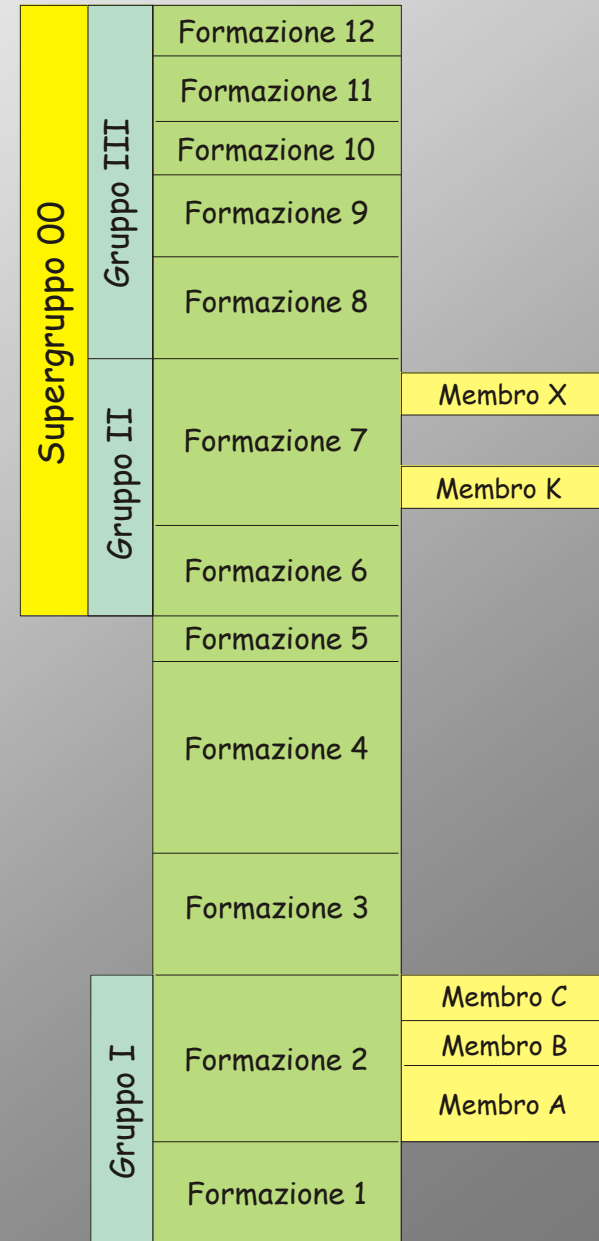 Supergruppo 00
Gruppo III
Formazione 12
Formazione 11
Formazione 10
Formazione 9
Formazione 8
Gruppo II
Formazione 7
Membro X
Membro K
Formazione 6
Formazione 5
Formazione 4
Formazione 3
Gruppo I
Formazione 2
Membro C
Membro B
Membro A
Formazione 1